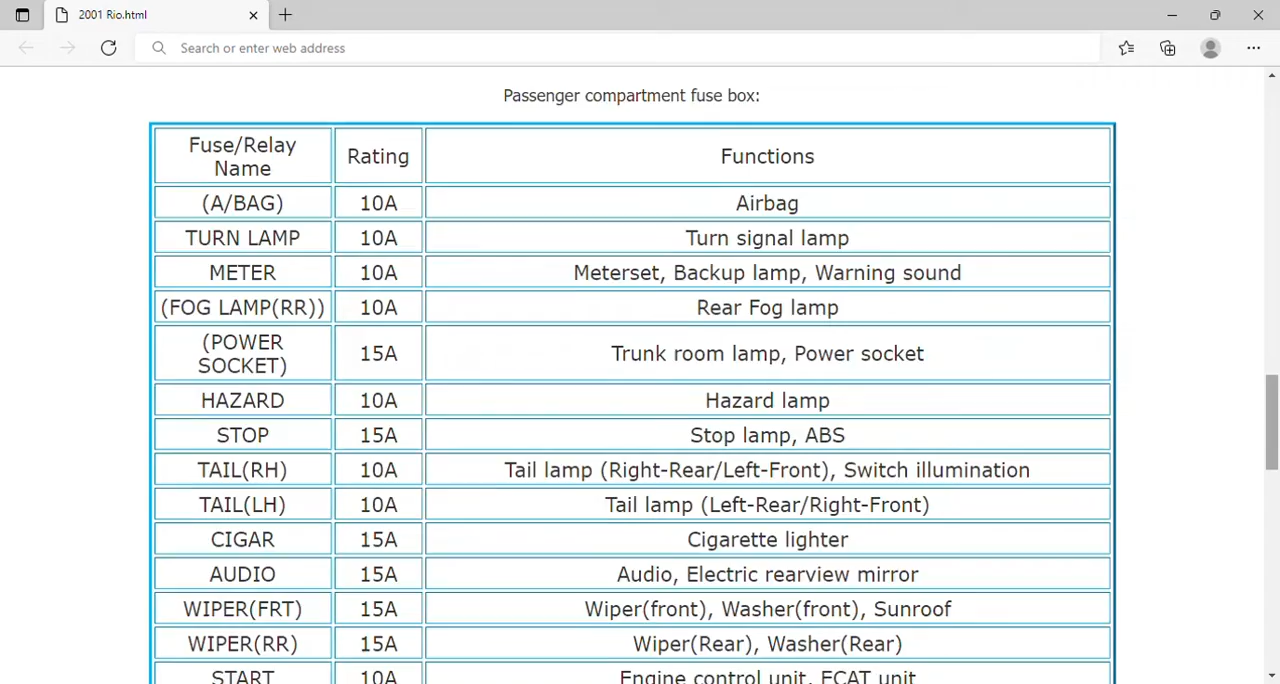 2001 Rio.html
Search or enter web address
Passenger compartment fuse box:
Fuse/Relay Name Rating Functions
(A/BAG) 10A Airbag
TURN LAMP 10A Turn signal lamp
METER 10A Meterset, Backup lamp, Warning sound
(FOG LAMP(RR)) 10A Rear Fog lamp
(POWER SOCKET) 15A Trunk room lamp, Power socket
HAZARD 10A Hazard lamp
STOP 15A Stop lamp, ABS
TAIL(RH) 10A Tail lamp (Right-Rear/Left-Front), Switch illumination
TAIL(LH) 10A Tail lamp (Left-Rear/Right-Front)
CIGAR 15A Cigarette lighter
AUDIO 15A Audio, Electric rearview mirror
WIPER(FRT) 15A Wiper(front), Washer(front), Sunroof
WIPER(RR) 15A Wiper(Rear), Washer(Rear)
START 10A Engine control unit, ECAT unit